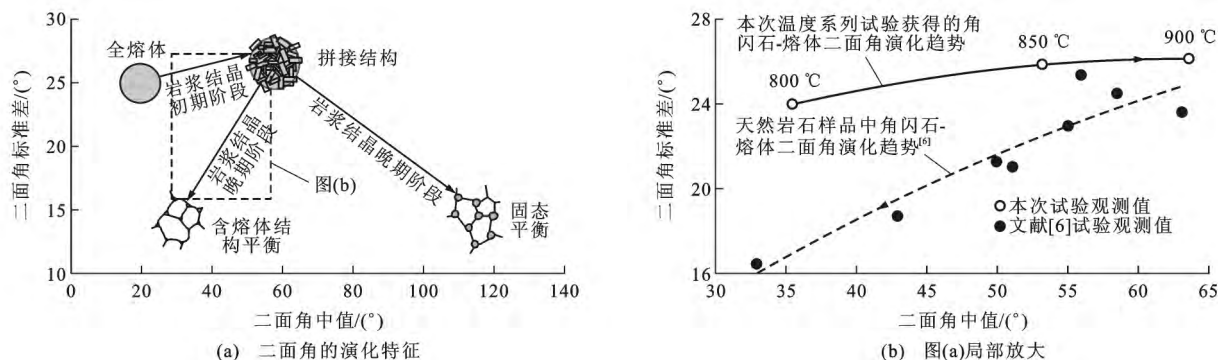 30
25
20
15
10
二面角标准差/(°)
全熔体
岩浆结晶
初期阶段
拼接结构
岩浆结晶
晚期阶段
岩浆结晶晚期阶段
图(b)
含熔体结
构平衡
固态
平衡
0
20
40
60
80
100
120
140
二面角中值/(°)
(a) 二面角的演化特征
28
24
20
16
二面角标准差/(°)
本次温度系列试验获得的角
闪石-熔体二面角演化趋势
800 ℃
850 ℃
900 ℃
天然岩石样品中角闪石-
熔体二面角演化趋势[6]
本次试验观测值
文献[6]试验观测值
30
35
40
45
50
55
60
65
二面角中值/(°)
(b) 图(a)局部放大